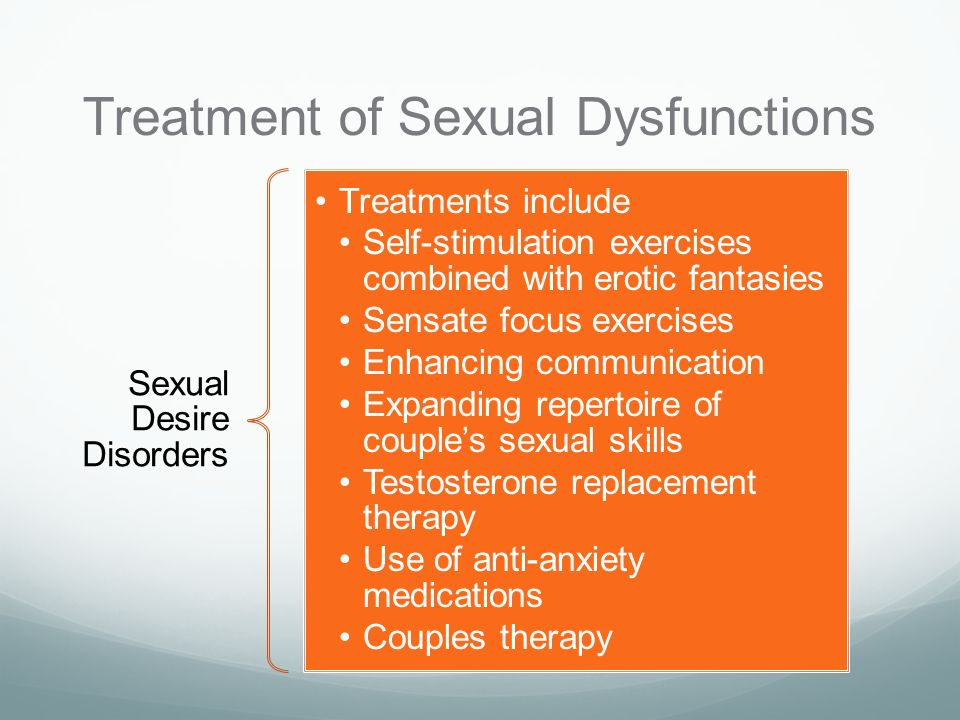 Treatment of Sexual Dysfunctions
Sexual
Desire
Disorders
• Treatments include
• Self-stimulation exercises
combined with erotic fantasies
• Sensate focus exercises
• Enhancing communication
• Expanding repertoire of
couple’s sexual skills
• Testosterone replacement
therapy
• Use of anti-anxiety
medications
• Couples therapy